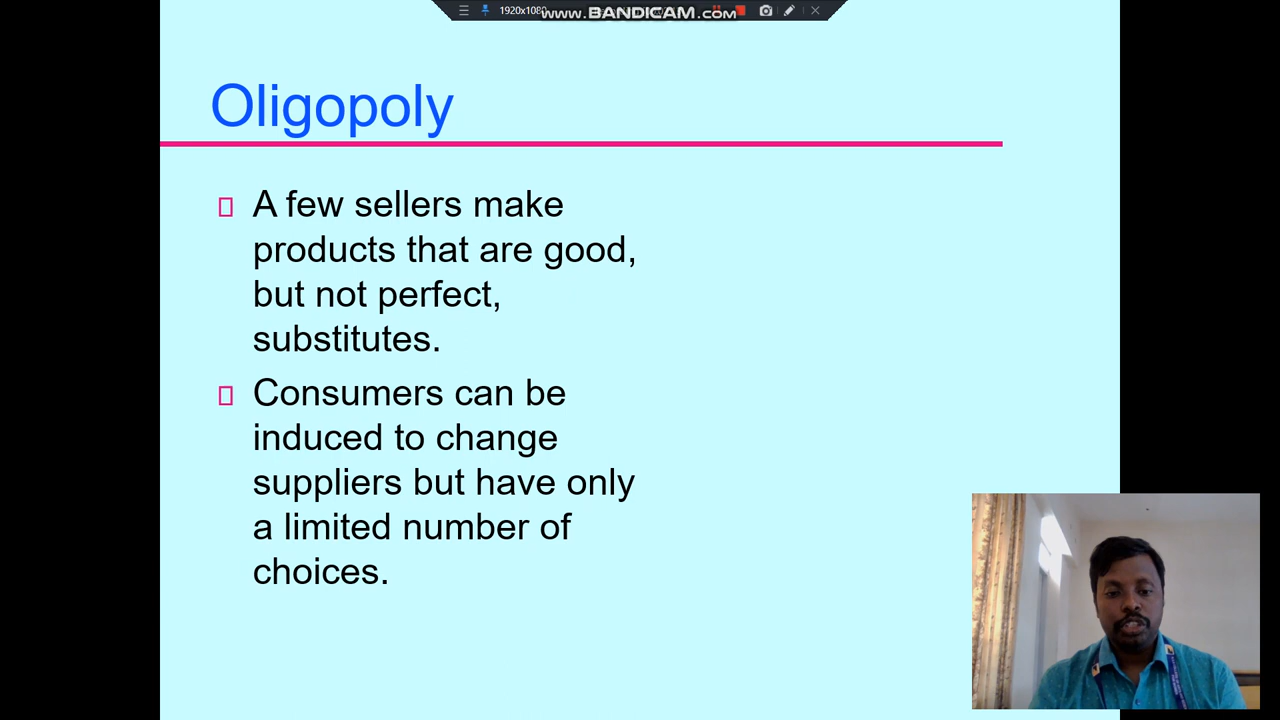 1920x1080
www.BANDICAM.com
Oligopoly
A few sellers make
products that are good,
but not perfect,
substitutes.
Consumers can be
induced to change
suppliers but have only
a limited number of
choices.